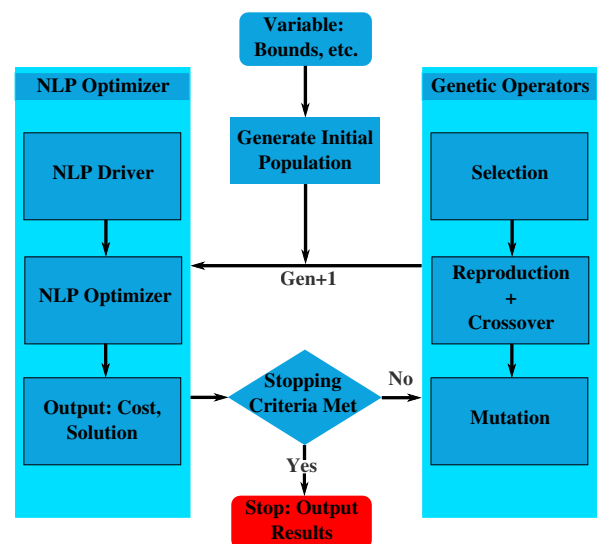 Variable:
Bounds, etc.
NLP Optimizer
Genetic Operators
Generate Initial
Population
NLP Driver
Selection
Gen+1
NLP Optimizer
Reproduction
+
Crossover
Output: Cost,
Solution
Stopping
Criteria Met
No
Mutation
Yes
Stop: Output
Results